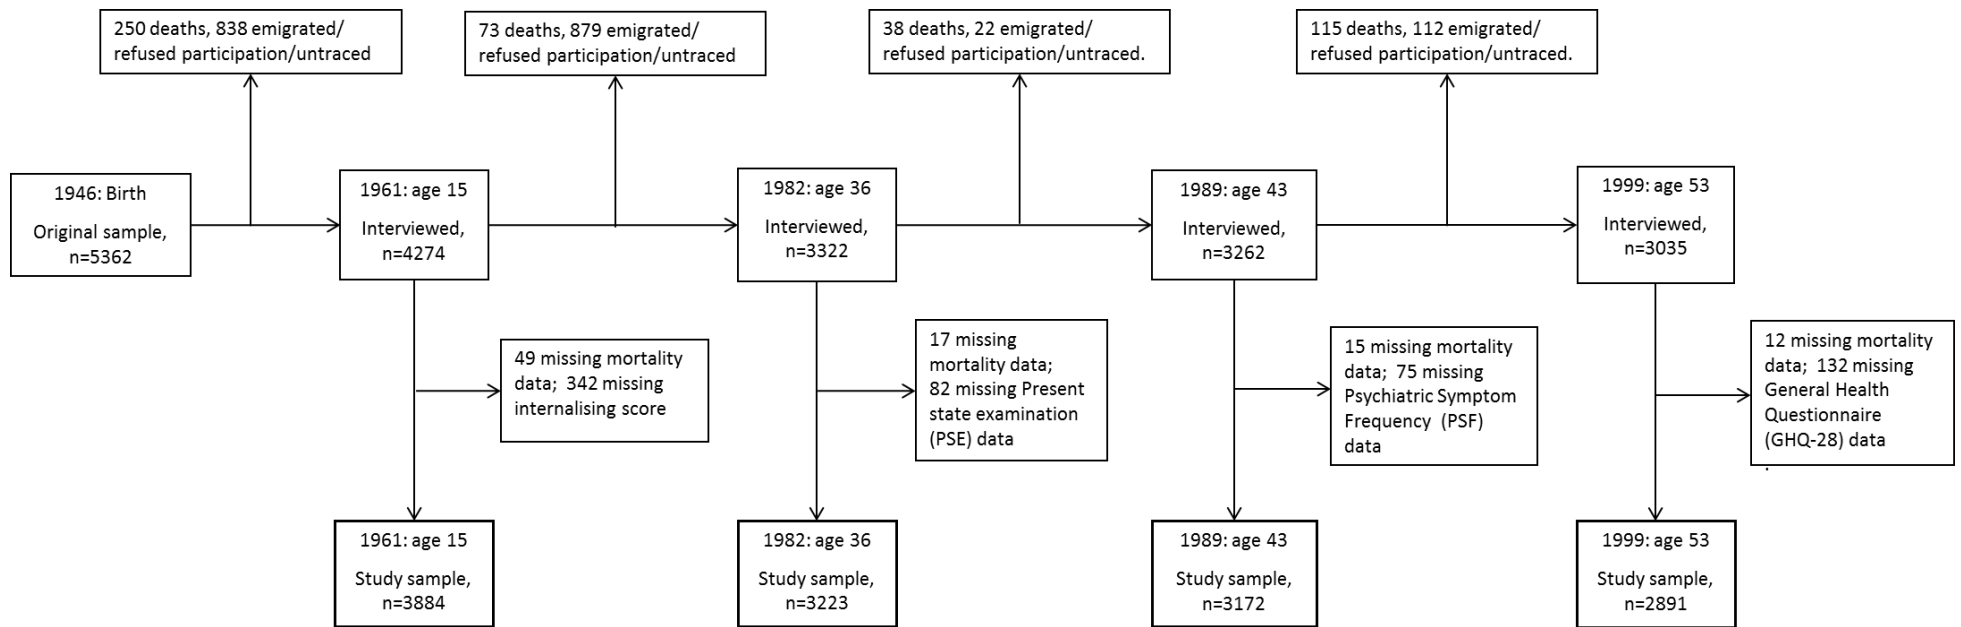 250 deaths, 838 emigrated/
refused participation/untraced
73 deaths, 879 emigrated/
refused participation/untraced
38 deaths, 22 emigrated/
refused participation/untraced.
115 deaths, 112 emigrated/
refused participation/untraced.
1946: Birth
Original sample,
n=5362
1961: age 15
Interviewed,
n=4274
1982: age 36
Interviewed,
n=3322
1989: age 43
Interviewed,
n=3262
1999: age 53
Interviewed,
n=3035
49 missing mortality
data; 342 missing
internalising score
17 missing
mortality data;
82 missing Present
state examination
(PSE) data
15 missing mortality
data; 75 missing
Psychiatric Symptom
Frequency (PSF)
data
12 missing mortality
data; 132 missing
General Health
Questionnaire
(GHQ-28) data
.
1961: age 15
Study sample,
n=3884
1982: age 36
Study sample,
n=3223
1989: age 43
Study sample,
n=3172
1999: age 53
Study sample,
n=2891